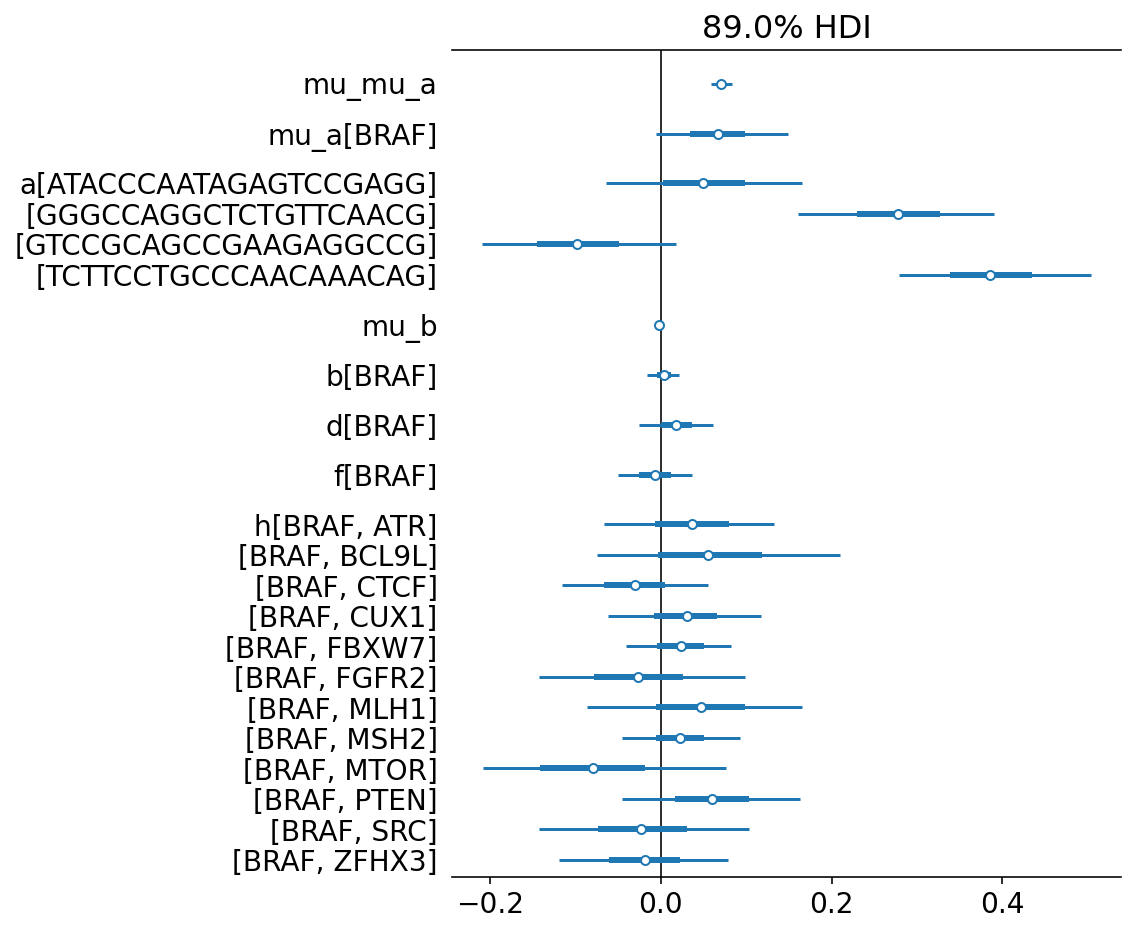 89.0% HDI
mu_mu_a
mu_a[BRAF]
a[ATACCCAATAGAGTCCGAGG]
[GGGCCAGGCTCTGTTCAACG]
[GTCCGCAGCCGAAGAGGCCG]
[TCTTCCTGCCCAACAAACAG]
mu_b
b[BRAF]
d[BRAF]
f[BRAF]
h[BRAF, ATR]
[BRAF, BCL9L]
[BRAF, CTCF]
[BRAF, CUX1]
[BRAF, FBXW7]
[BRAF, FGFR2]
[BRAF, MLH1]
[BRAF, MSH2]
[BRAF, MTOR]
[BRAF, PTEN]
[BRAF, SRC]
[BRAF, ZFHX3]
−0.2 0.0 0.2 0.4